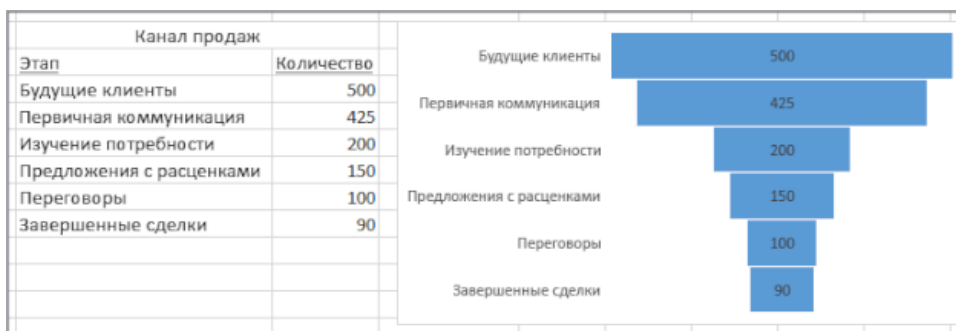 Канал продаж
Этап Количество
Будущие клиенты 500
Первичная коммуникация 425
Изучение потребности 200
Предложения с расценками 150
Переговоры 100
Завершенные сделки 90
Будущие клиенты 500
Первичная коммуникация 425
Изучение потребности 200
Предложения с расценками 150
Переговоры 100
Завершенные сделки 90